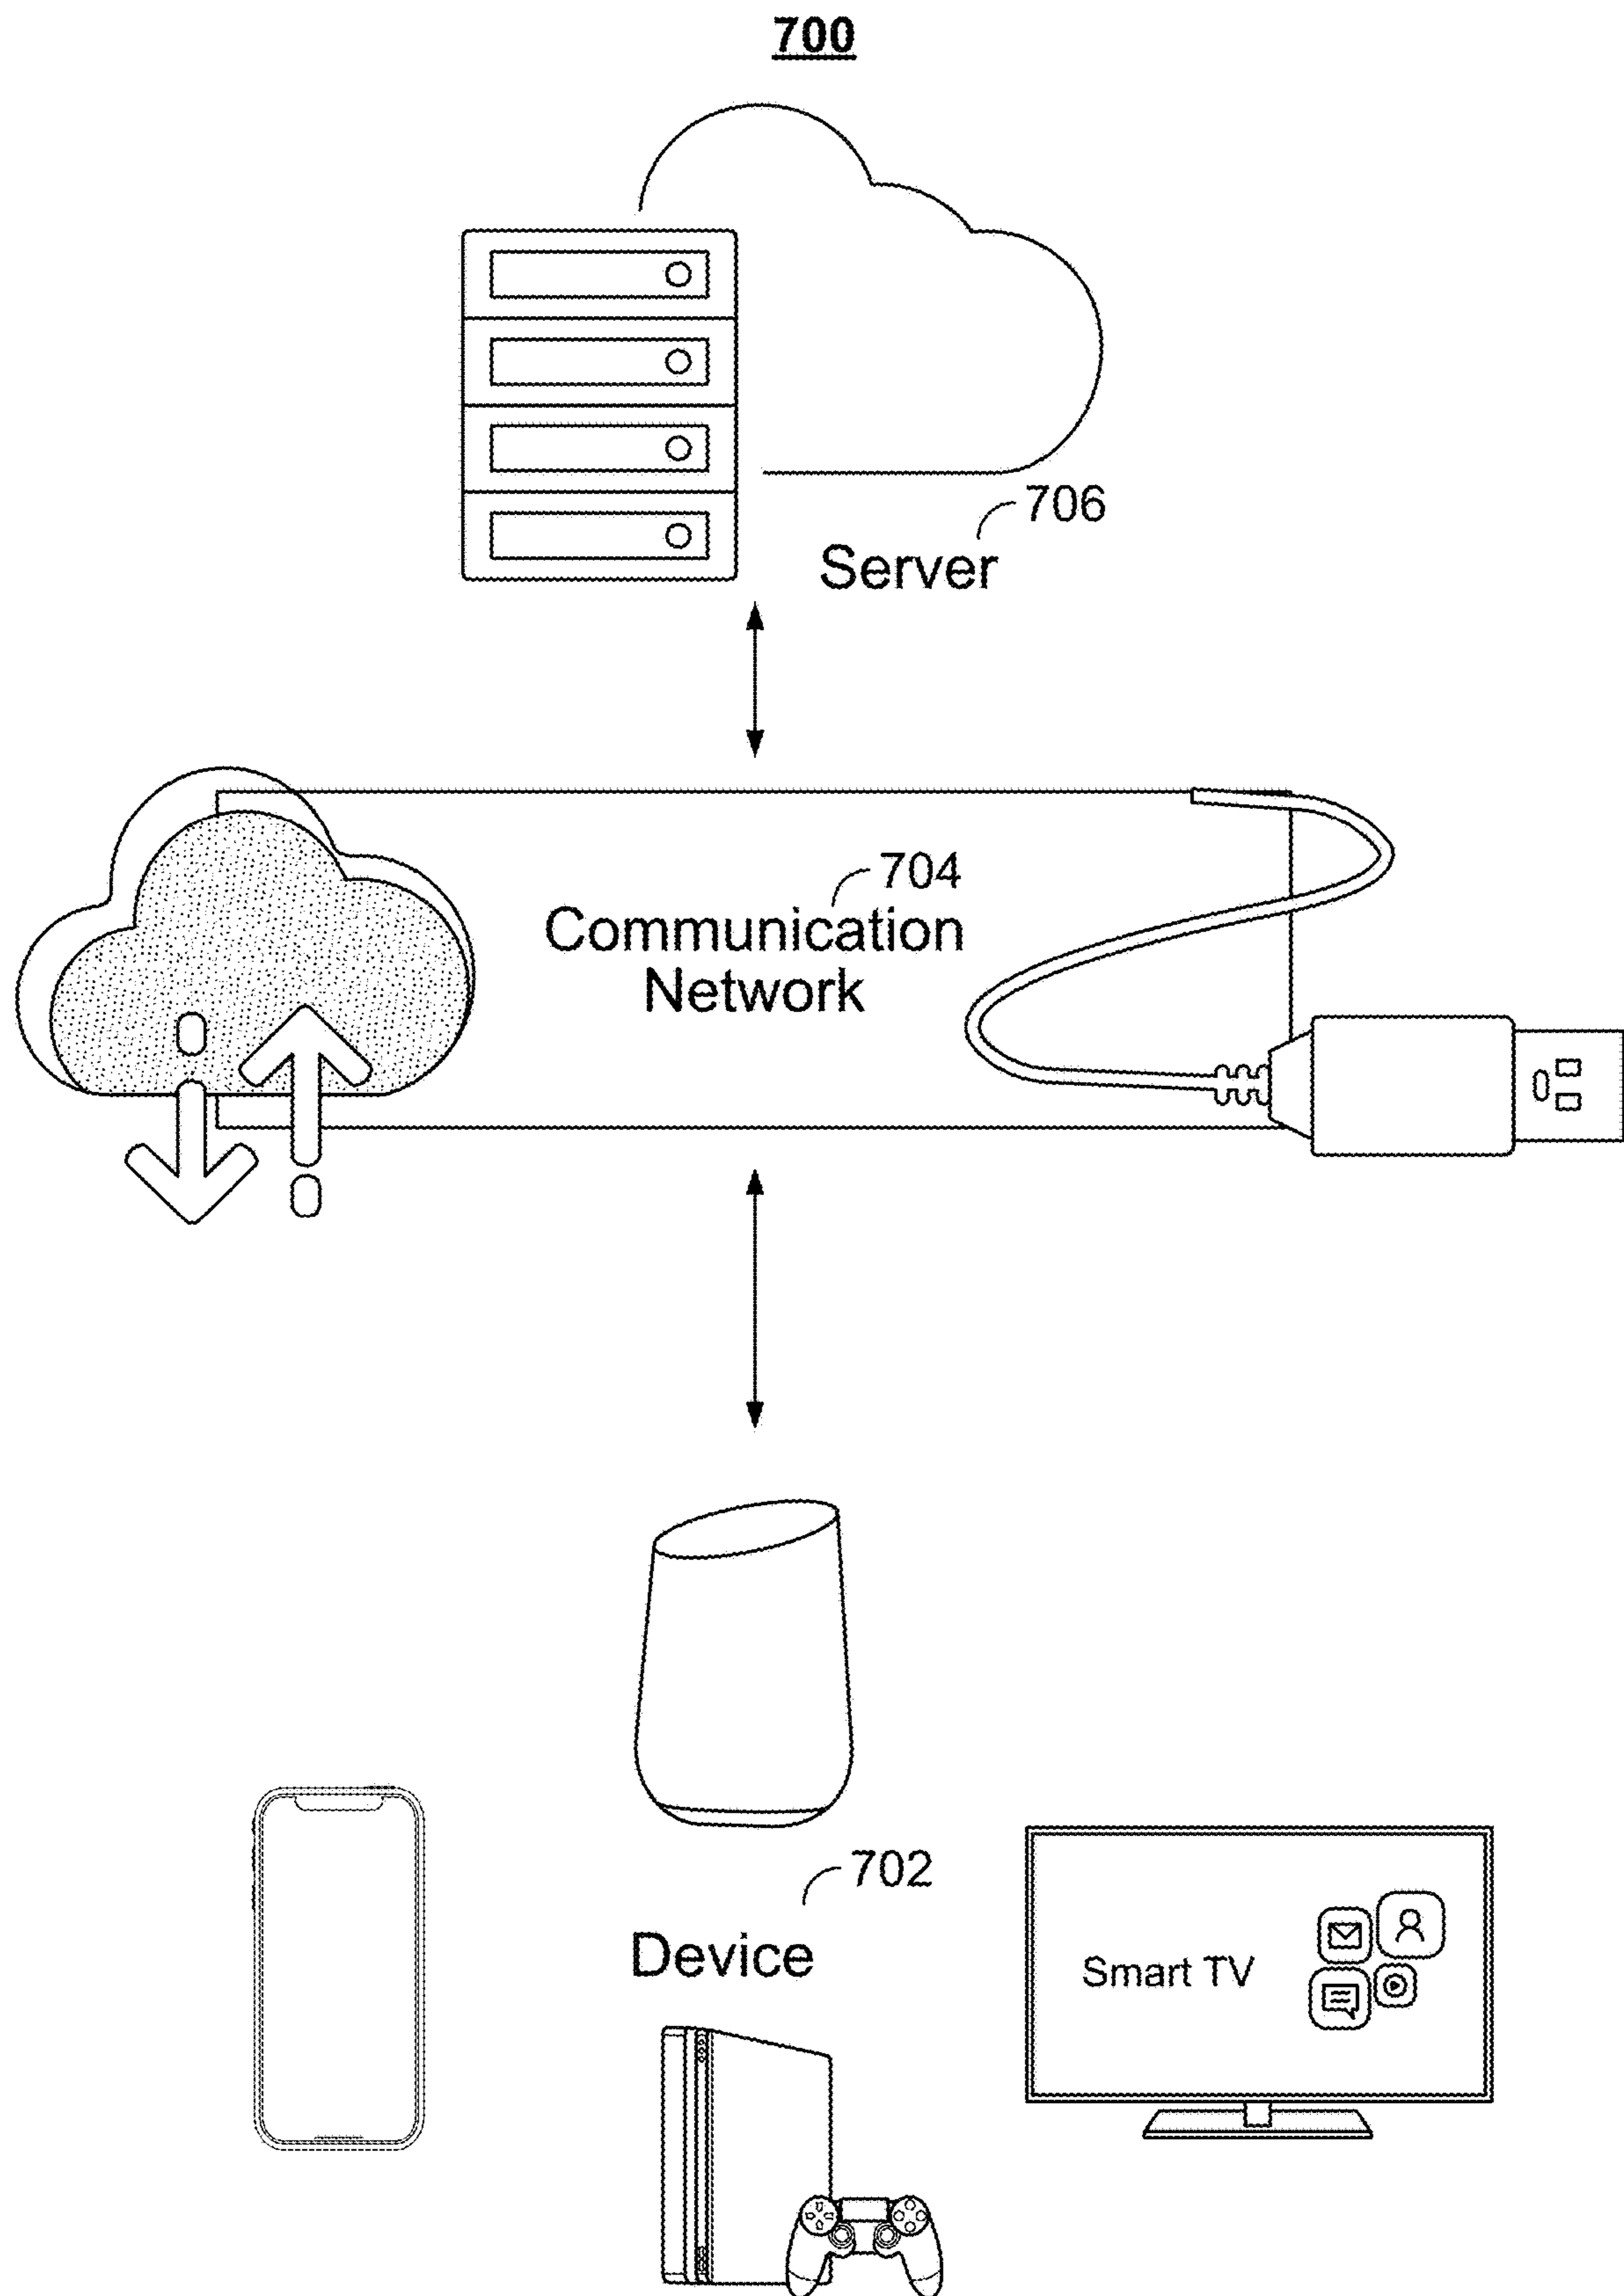 700
706
Server
704
Communication
Network
702
Device
Smart TV